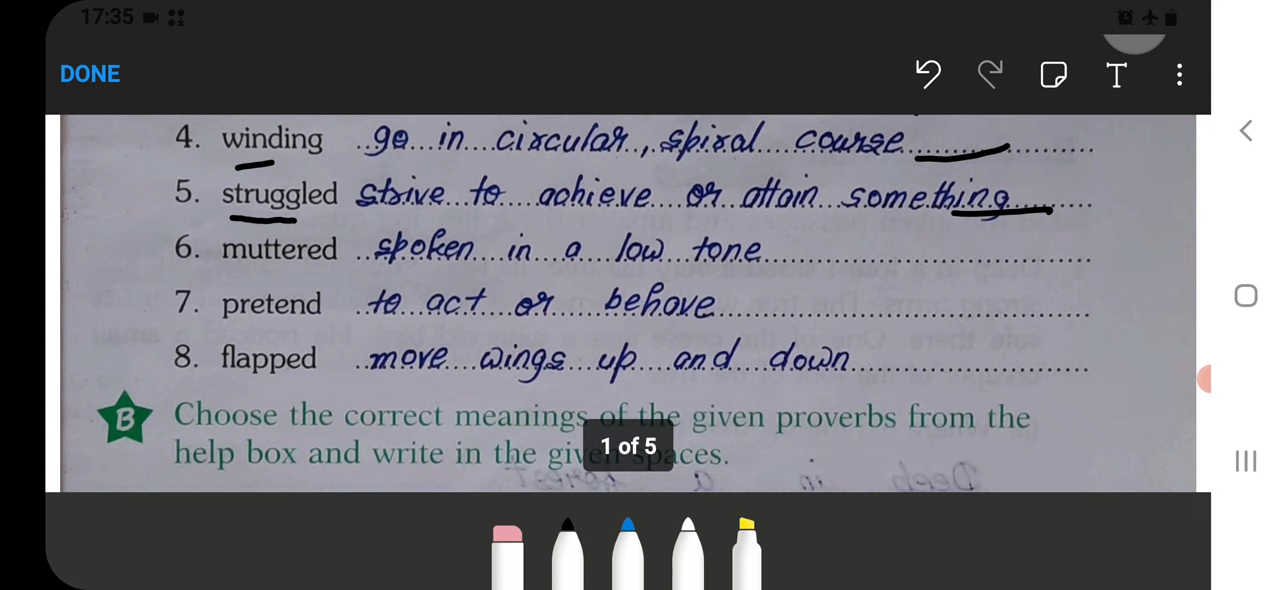 17:35
DONE
T
4. winding go in circular, spiral course
5. struggled strive to achieve or attain something
6. muttered spoken in a low tone
7. pretend to act or behave
8. flapped move wings up and down
B Choose the correct meanings of the given proverbs from the
help box and write in the given spaces.
1 of 5